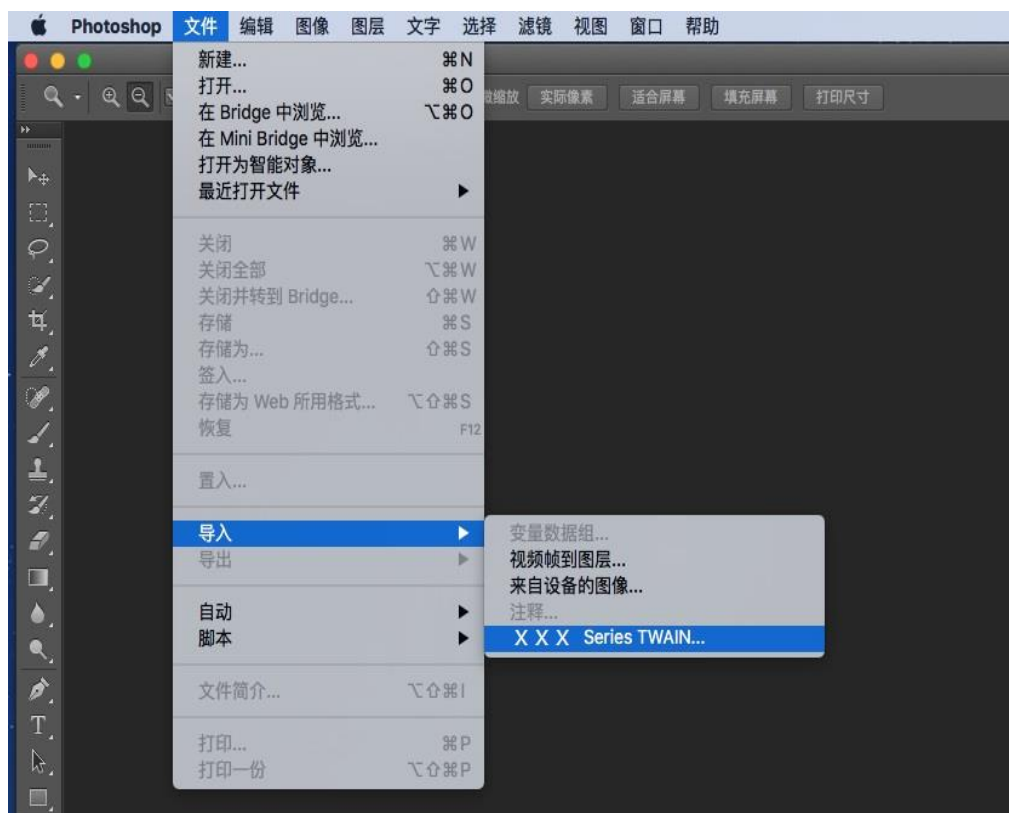 Photoshop 文件 编辑 图像 图层 文字 选择 滤镜 视图 窗口 帮助
缩放 实际像素 适合屏幕 填充屏幕 打印尺寸
新建... ⌘N
打开... ⌘O
在 Bridge 中浏览... ⌥⌘O
在 Mini Bridge 中浏览...
打开为智能对象...
最近打开文件
关闭 ⌘W
关闭全部 ⌥⌘W
关闭并转到 Bridge... ⇧⌘W
存储 ⌘S
存储为... ⇧⌘S
签入...
存储为 Web 所用格式... ⌥⇧⌘S
恢复 F12
置入...
导入
导出
自动
脚本
文件简介... ⌥⇧⌘I
打印... ⌘P
打印一份 ⌥⇧⌘P
变量数据组...
视频帧到图层...
来自设备的图像...
注释...
X X X Series TWAIN...
T